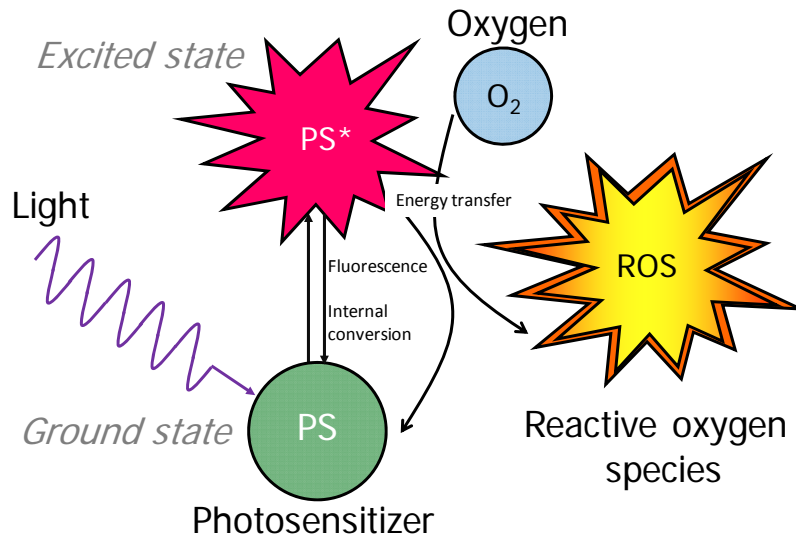 Oxygen
Excited state
O2
PS*
Energy transfer
Light
Fluorescence
ROS
Internal
conversion
Ground state
PS
Reactive oxygen
species
Photosensitizer